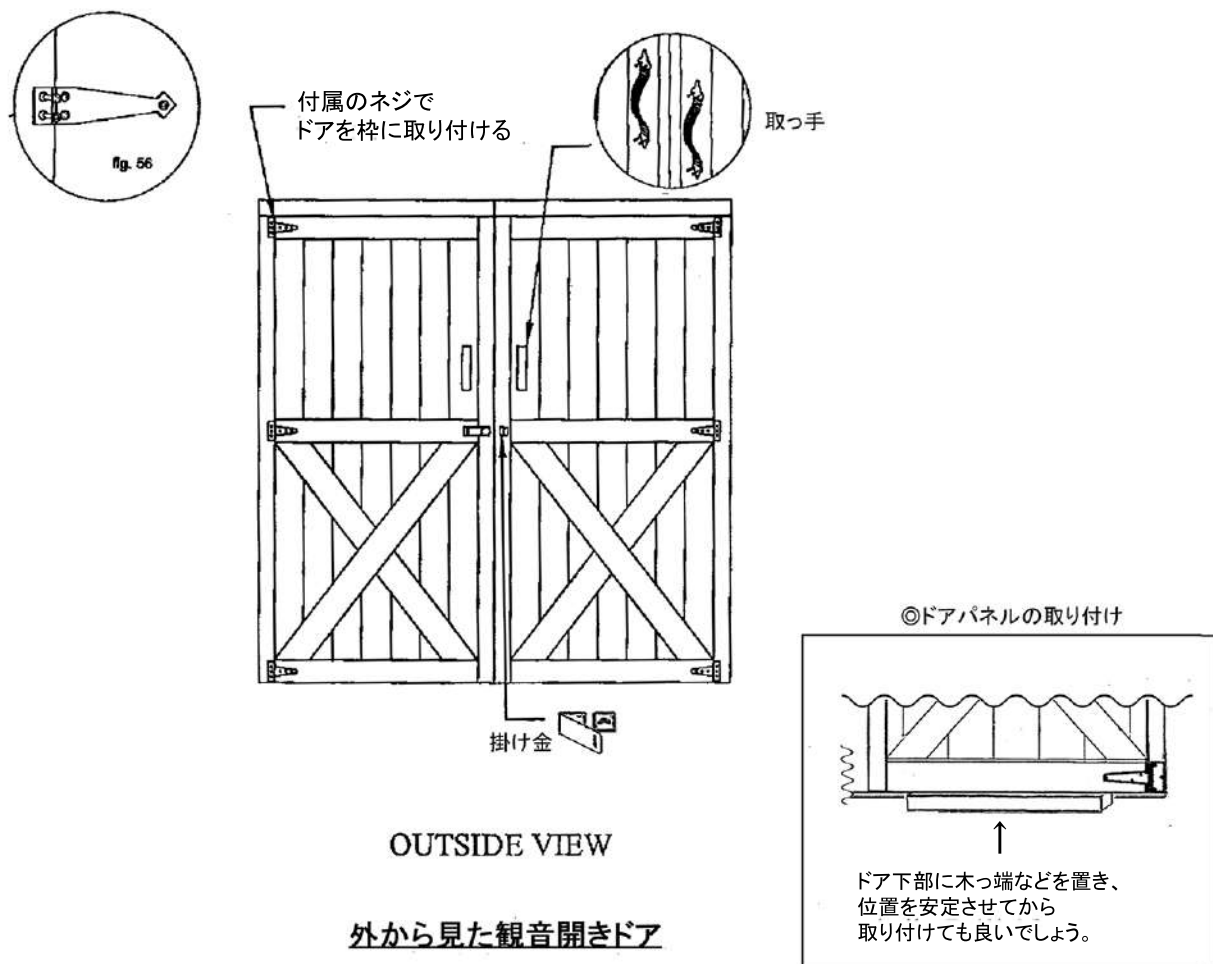 fig. 56
付属のネジで
ドアを枠に取り付ける
取っ手
掛け金
OUTSIDE VIEW
外から見た観音開きドア
◎ドアパネルの取り付け
↑
ドア下部に木っ端などを置き、
位置を安定させてから
取り付けても良いでしょう。